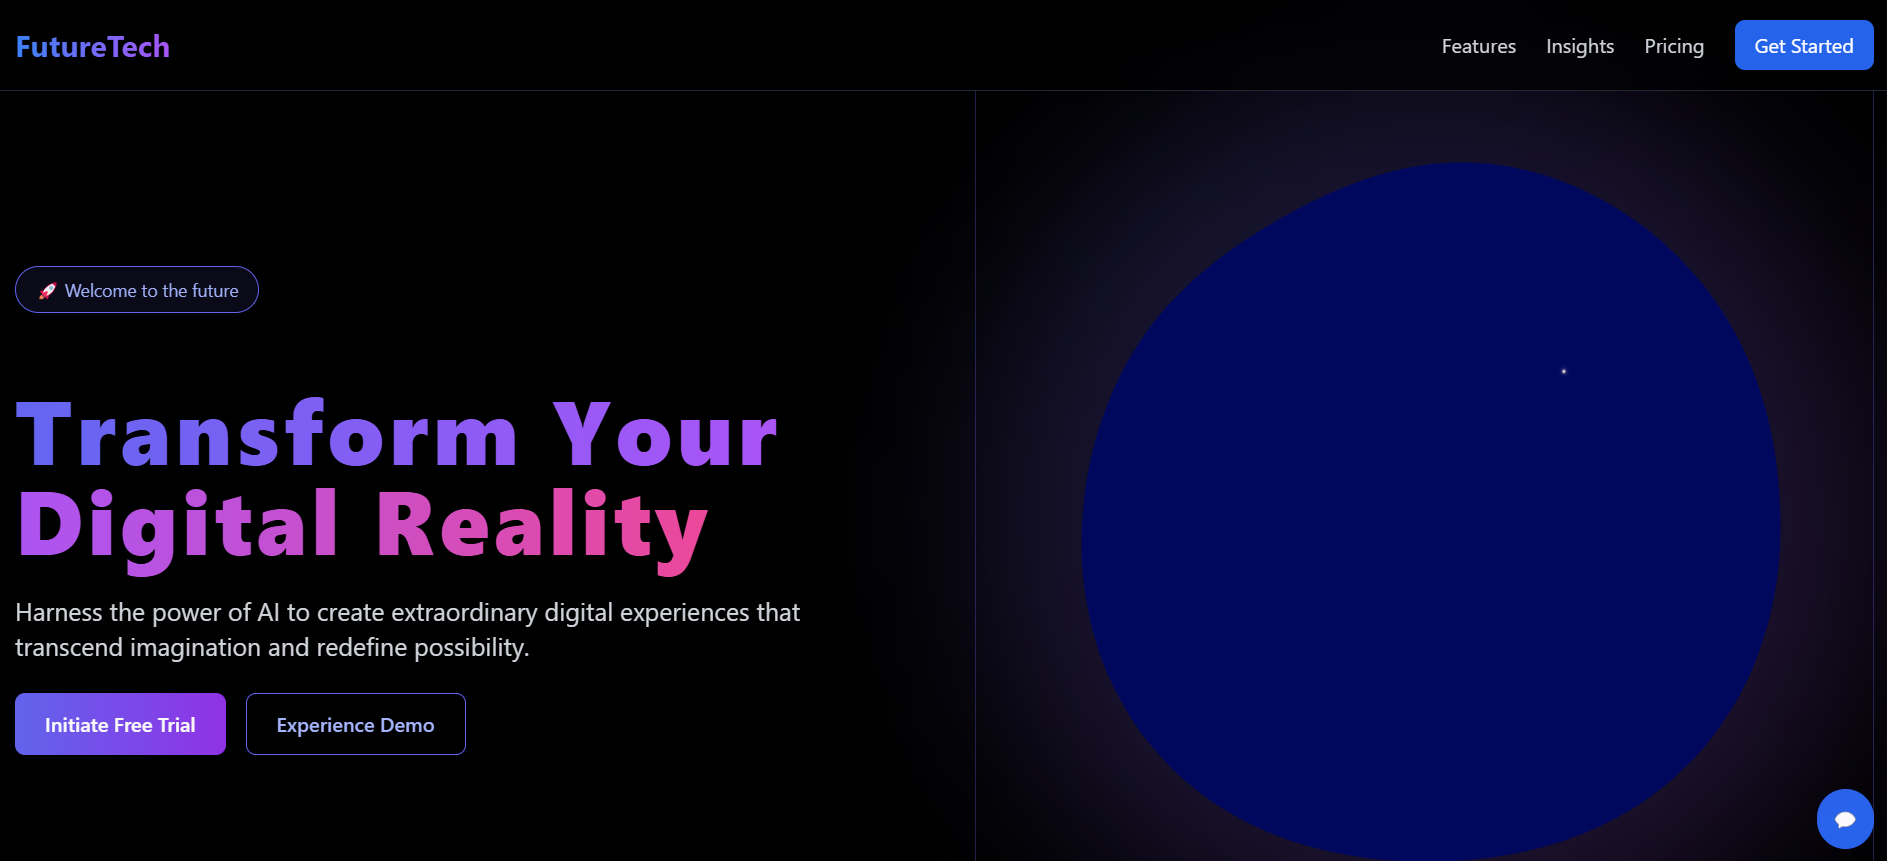 FutureTech
Features
Insights
Pricing
Get Started
🚀 Welcome to the future
Transform Your
Digital Reality
Harness the power of AI to create extraordinary digital experiences that
transcend imagination and redefine possibility.
Initiate Free Trial
Experience Demo